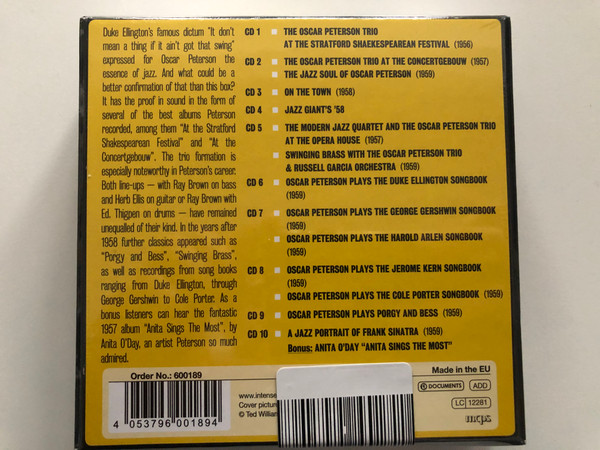 Duke Ellington's famous dictum "It don't
mean a thing if it ain't got that swing"
expressed for Oscar Peterson the
essence of jazz. And what could be a
better confirmation of that than this box?
It has the proof in sound in the form of
several of the best albums Peterson
recorded, among them "At the Stratford
Shakespearean Festival" and "At the
Concertgebouw". The trio formation is
especially noteworthy in Peterson's career.
Both line-ups – with Ray Brown on bass
and Herb Ellis on guitar or Ray Brown with
Ed. Thigpen on drums – have remained
unequalled of their kind. In the years after
1958 further classics appeared such as
"Porgy and Bess", "Swinging Brass",
as well as recordings from song books
ranging from Duke Ellington, through
George Gershwin to Cole Porter. As a
bonus listeners can hear the fantastic
1957 album "Anita Sings The Most", by
Anita O'Day, an artist Peterson so much
admired.
CD 1 THE OSCAR PETERSON TRIO
AT THE STRATFORD SHAEKESPEAREAN FESTIVAL (1956)
CD 2 THE OSCAR PETERSON TRIO AT THE CONCERTGEBOUW (1957)
THE JAZZ SOUL OF OSCAR PETERSON (1959)
CD 3 ON THE TOWN (1958)
CD 4 JAZZ GIANT'S '58
CD 5 THE MODERN JAZZ QUARTET AND THE OSCAR PETERSON TRIO
AT THE OPERA HOUSE (1957)
SWINGING BRASS WITH THE OSCAR PETERSON TRIO
& RUSSELL GARCIA ORCHESTRA (1959)
CD 6 OSCAR PETERSON PLAYS THE DUKE ELLINGTON SONGBOOK
(1959)
CD 7 OSCAR PETERSON PLAYS THE GEORGE GERSHWIN SONGBOOK
(1959)
OSCAR PETERSON PLAYS THE HAROLD ARLEN SONGBOOK
(1959)
CD 8 OSCAR PETERSON PLAYS THE JEROME KERN SONGBOOK
(1959)
OSCAR PETERSON PLAYS THE COLE PORTER SONGBOOK (1959)
CD 9 OSCAR PETERSON PLAYS PORGY AND BESS (1959)
CD 10 A JAZZ PORTRAIT OF FRANK SINATRA (1959)
Bonus: ANITA O'DAY "ANITA SINGS THE MOST"
Order No.: 600189
4 053796 001894
www.intense
Cover pictur
© Ted William
Made in the EU
DOCUMENTS ADD
LC 12281
mcps